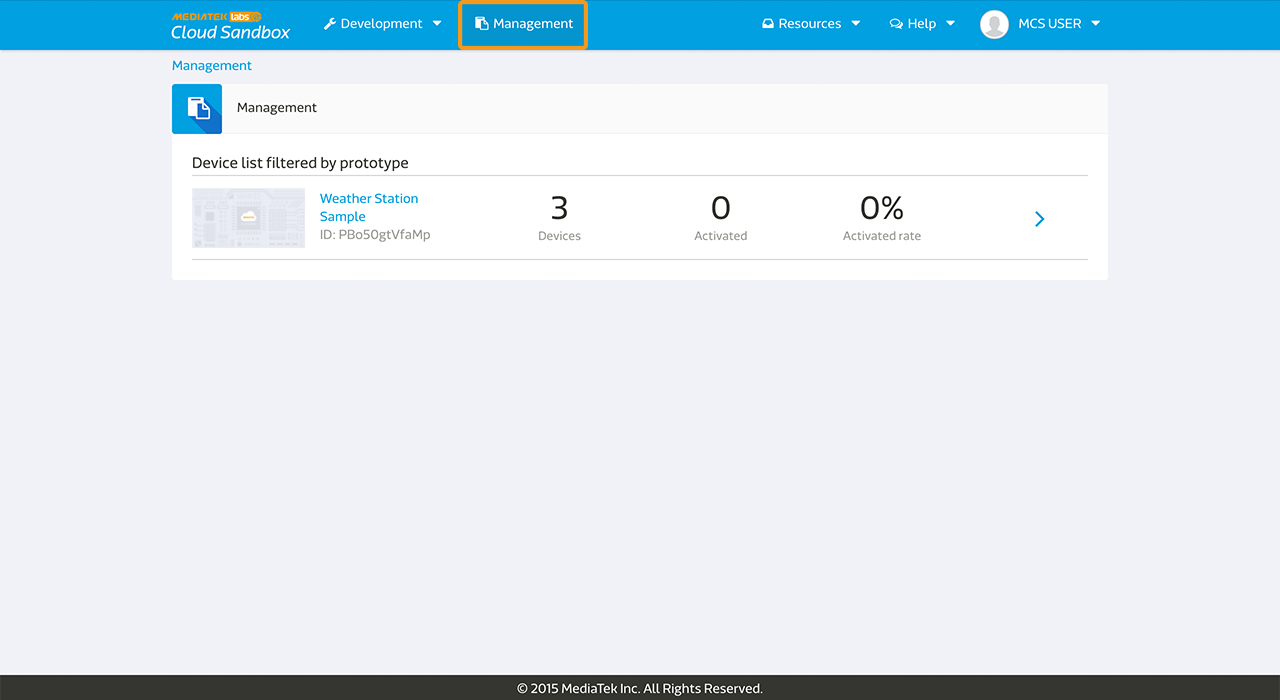 MEDIATEK labs
Cloud Sandbox
Development
Management
Resources
Help
MCS USER
Management
Management
Device list filtered by prototype
Weather Station
Sample
ID: PBo50gtVfaMp
3
Devices
0
Activated
0%
Activated rate
© 2015 MediaTek Inc. All Rights Reserved.